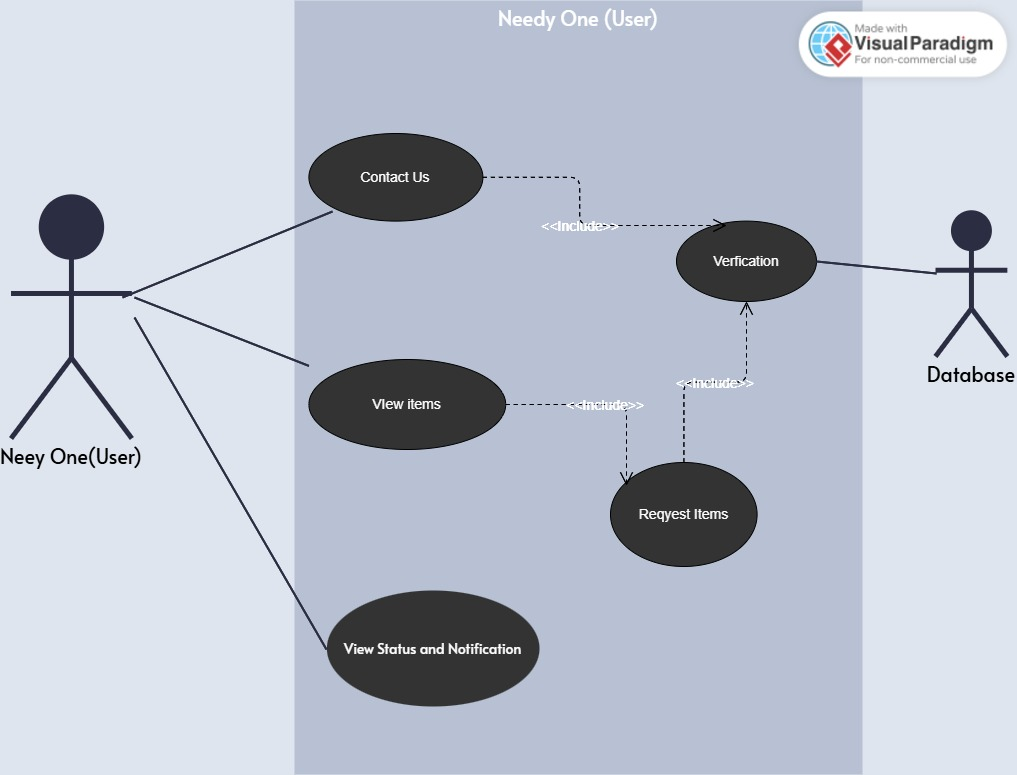 Needy One (User)
Made with
Visual Paradigm
For non-commercial use
Contact Us
<<Include>>
Verfication
Database
<<Include>>
VIew items
<<Include>>
Neey One(User)
Reqyest Items
View Status and Notification